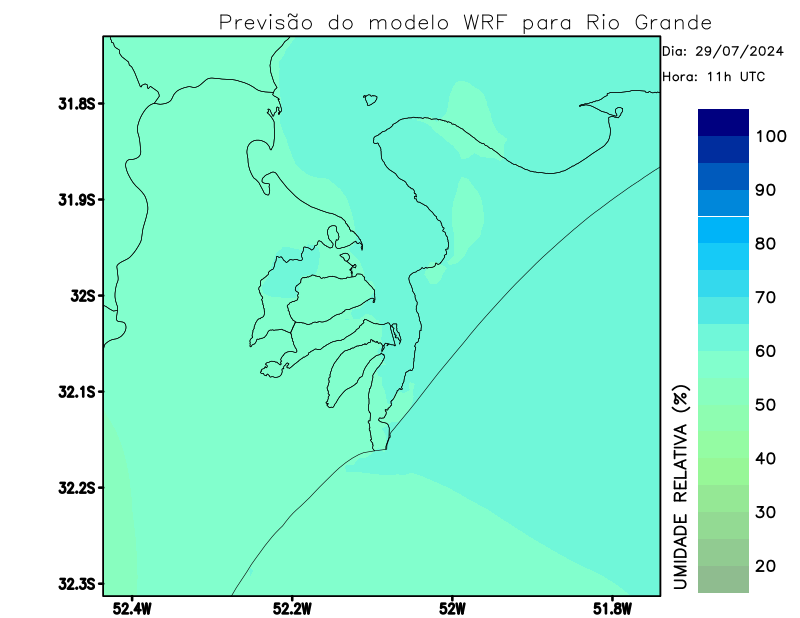 Previsão do modelo WRF para Rio Grande
Dia: 29/07/2024
Hora: 11h UTC
31.8S
31.9S
32S
32.1S
32.2S
32.3S
52.4W
52.2W
52W
51.8W
UMIDADE RELATIVA (%)
100
90
80
70
60
50
40
30
20